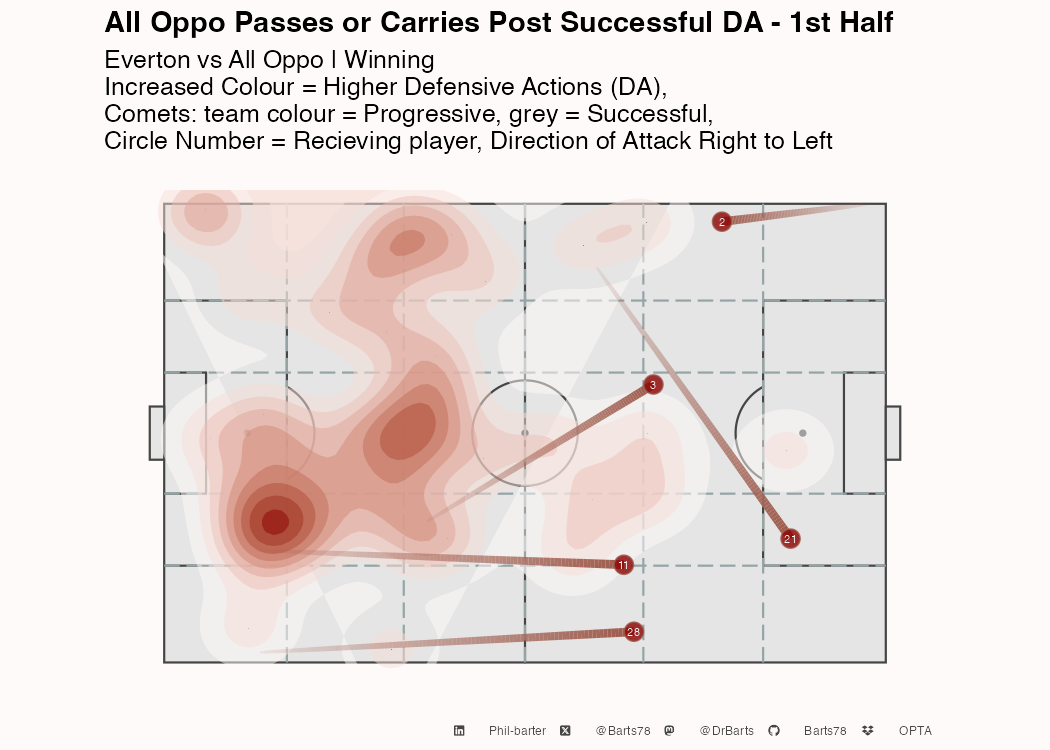 All Oppo Passes or Carries Post Successful DA - 1st Half
Everton vs All Oppo | Winning
Increased Colour = Higher Defensive Actions (DA),
Comets: team colour = Progressive, grey = Successful,
Circle Number = Recieving player, Direction of Attack Right to Left
2
3
21
11
28
Phil-barter @Barts78 @DrBarts Barts78 OPTA